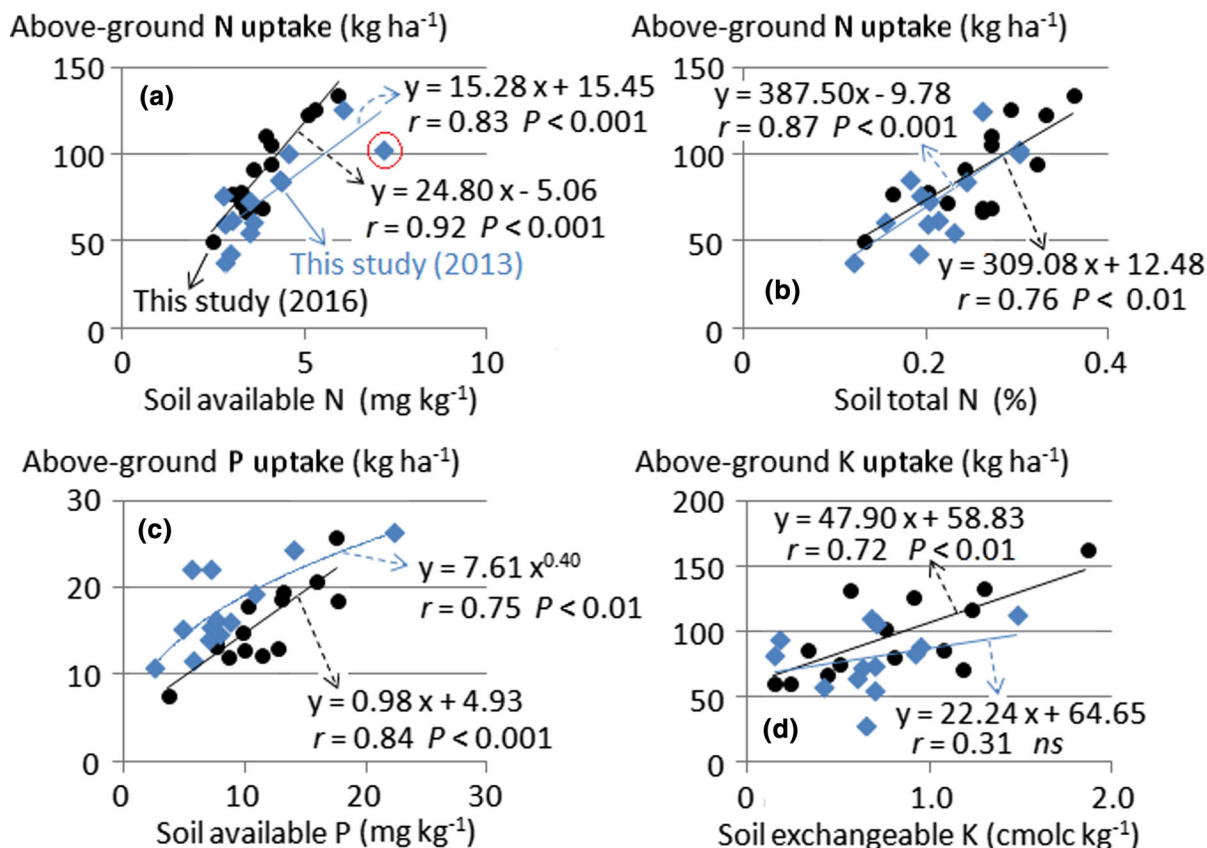 Above-ground N uptake (kg ha⁻¹)
150
100
50
0
(a)
y = 15.28 x + 15.45
r = 0.83 P < 0.001
y = 24.80 x - 5.06
r = 0.92 P < 0.001
This study (2013)
This study (2016)
0 5 10
Soil available N (mg kg⁻¹)
Above-ground N uptake (kg ha⁻¹)
150
100
50
0
y = 387.50x - 9.78
r = 0.87 P < 0.001
y = 309.08 x + 12.48
r = 0.76 P < 0.01
(b)
0 0.2 0.4
Soil total N (%)
Above-ground P uptake (kg ha⁻¹)
30
20
10
0
(c)
y = 7.61 x⁰·⁴⁰
r = 0.75 P < 0.01
y = 0.98 x + 4.93
r = 0.84 P < 0.001
0 10 20 30
Soil available P (mg kg⁻¹)
Above-ground K uptake (kg ha⁻¹)
200
150
100
50
0
y = 47.90 x + 58.83
r = 0.72 P < 0.01
y = 22.24 x + 64.65
r = 0.31 ns
(d)
0 1.0 2.0
Soil exchangeable K (cmolc kg⁻¹)